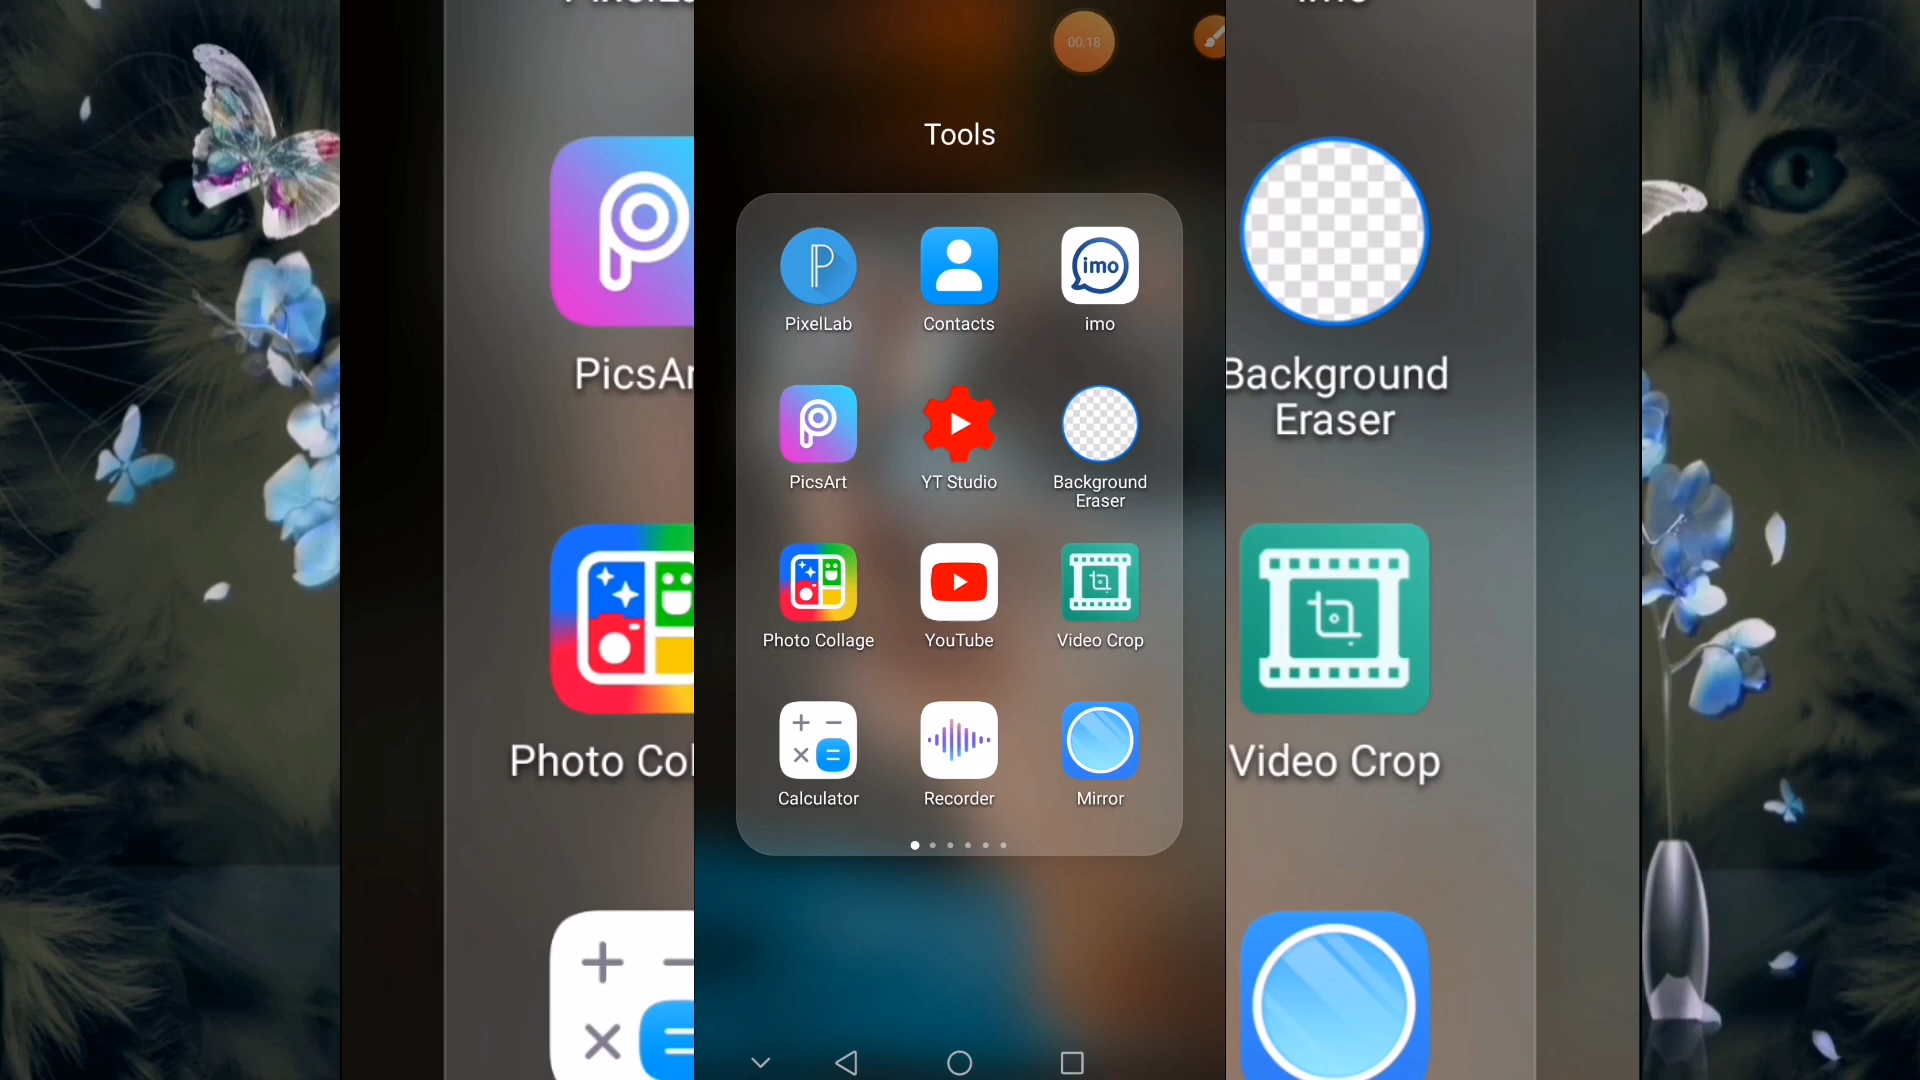 00:18
Tools
PixelLab
Contacts
imo
imo
PicsArt
YT Studio
Background
Eraser
Photo Collage
YouTube
Video Crop
Calculator
Recorder
Mirror
PicsAr
Photo Col
Background
Eraser
Video Crop